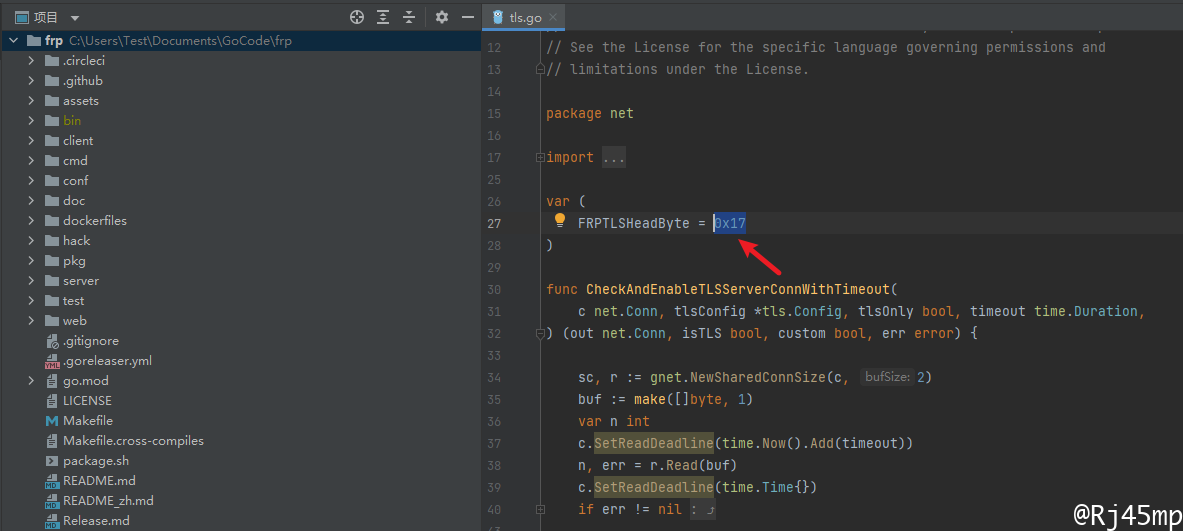 项目
frp C:\Users\Test\Documents\GoCode\frp
.circleci
.github
assets
bin
client
cmd
conf
doc
dockerfiles
hack
pkg
server
test
web
.gitignore
.goreleaser.yml
go.mod
LICENSE
Makefile
Makefile.cross-compiles
package.sh
README.md
README_zh.md
Release.md
tls.go
12 // See the License for the specific language governing permissions and
13 // limitations under the License.
14
15 package net
16
17 import ...
25
26 var (
27 FRPTLSHeadByte = 0x17
28 )
29
30 func CheckAndEnableTLSServerConnWithTimeout(
31 c net.Conn, tlsConfig *tls.Config, tlsOnly bool, timeout time.Duration,
32 ) (out net.Conn, isTLS bool, custom bool, err error) {
33
34 sc, r := gnet.NewSharedConnSize(c, bufSize: 2)
35 buf := make([]byte, 1)
36 var n int
37 c.SetReadDeadline(time.Now().Add(timeout))
38 n, err = r.Read(buf)
39 c.SetReadDeadline(time.Time{})
40 if err != nil :
@Rj45mp